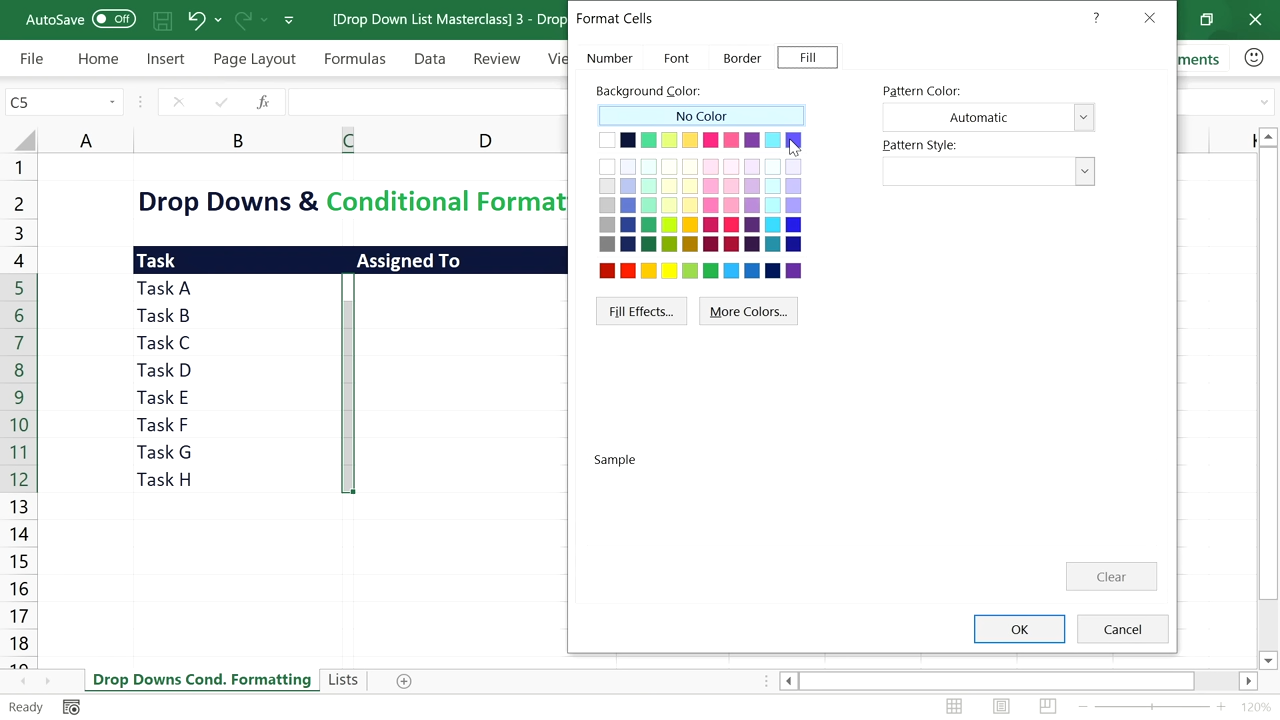 AutoSave Off [Drop Down List Masterclass] 3 - Drop
Format Cells ?
File Home Insert Page Layout Formulas Data Review Vie
ments
Number Font Border Fill
Background Color:
No Color
Pattern Color:
Automatic
Pattern Style:
Fill Effects...
More Colors...
Sample
Clear
OK
Cancel
C5
fx
A B C D K
1
2 Drop Downs & Conditional Format
3
4 Task Assigned To
5 Task A
6 Task B
7 Task C
8 Task D
9 Task E
10 Task F
11 Task G
12 Task H
13
14
15
16
17
18
19
Drop Downs Cond. Formatting Lists
Ready
120%